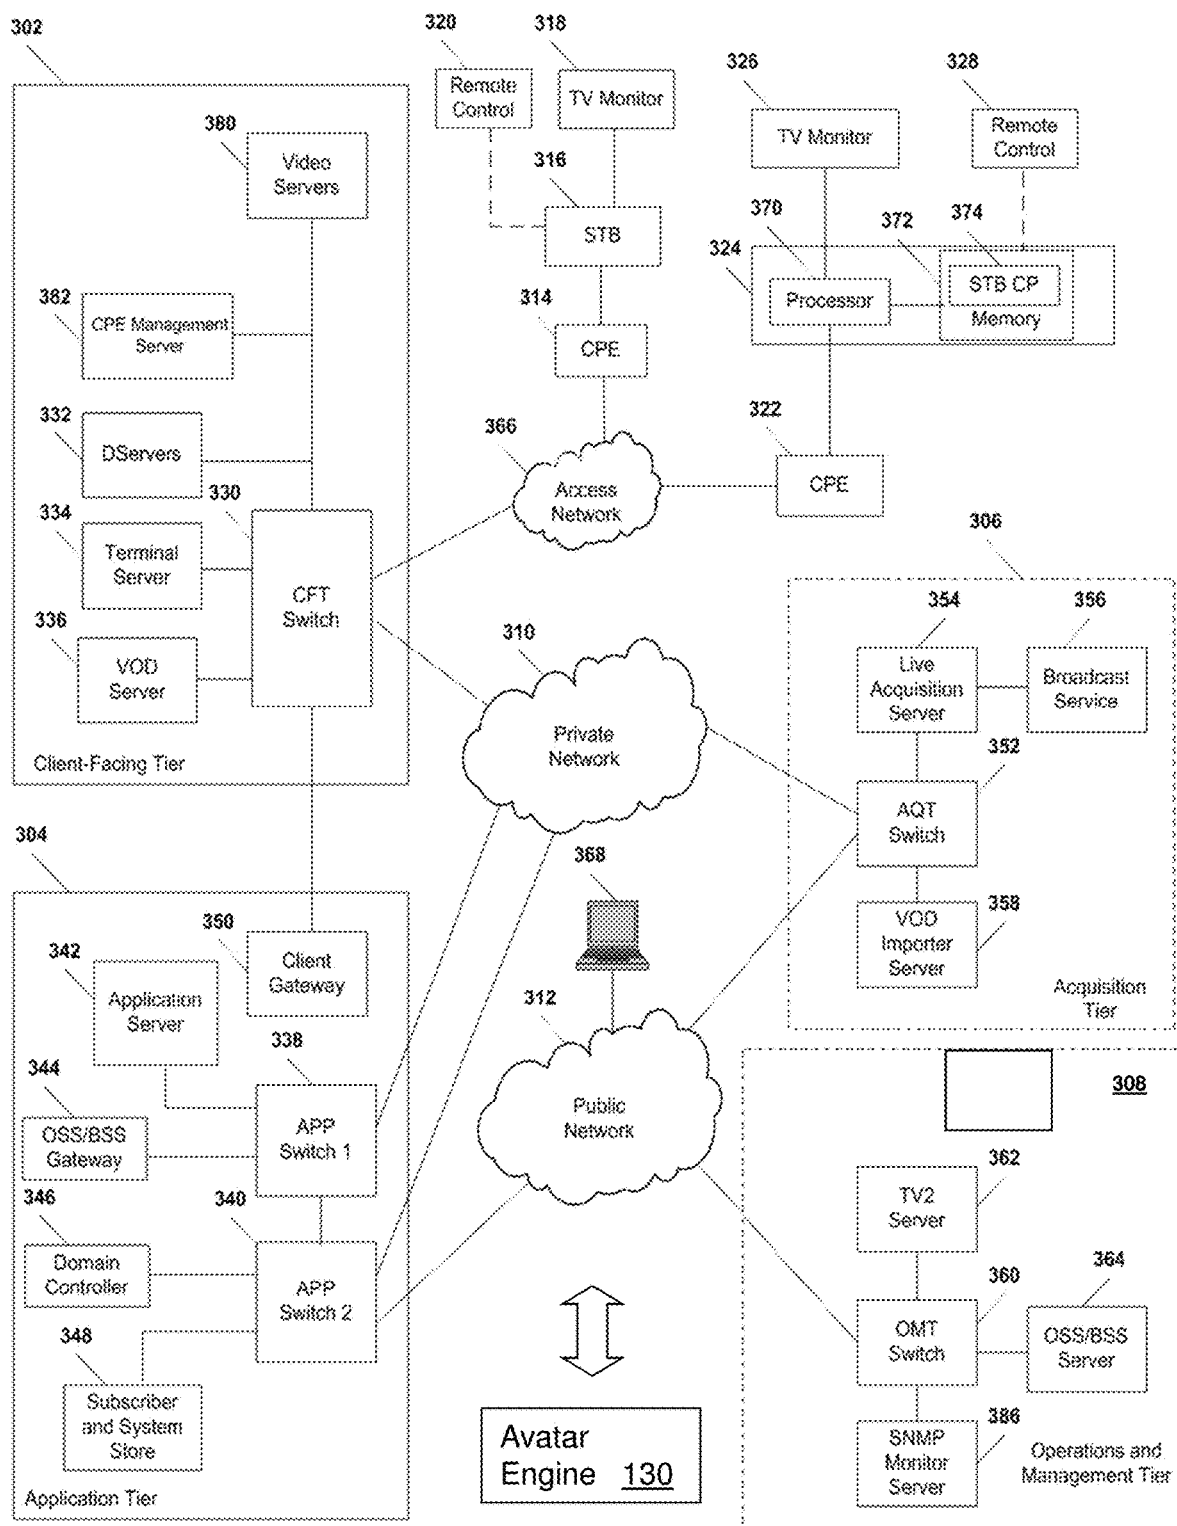 302
380
Video
Servers
382
CPE Management
Server
332
DServers
330
334
Terminal
Server
CFT
Switch
336
VOD
Server
Client-Facing Tier
320
Remote
Control
318
TV Monitor
316
STB
314
CPE
366
Access
Network
326
TV Monitor
328
Remote
Control
370
372
374
324
Processor
STB CP
Memory
322
CPE
306
354
356
Live
Acquisition
Server
Broadcast
Service
352
AQT
Switch
358
VOD
Importer
Server
Acquisition
Tier
310
Private
Network
368
312
Public
Network
304
350
Client
Gateway
342
Application
Server
338
344
OSS/BSS
Gateway
APP
Switch 1
346
340
Domain
Controller
APP
Switch 2
348
Subscriber
and System
Store
Application Tier
308
362
TV2
Server
360
364
OMT
Switch
OSS/BSS
Server
386
SNMP
Monitor
Server
Operations and
Management Tier
Avatar
Engine 130